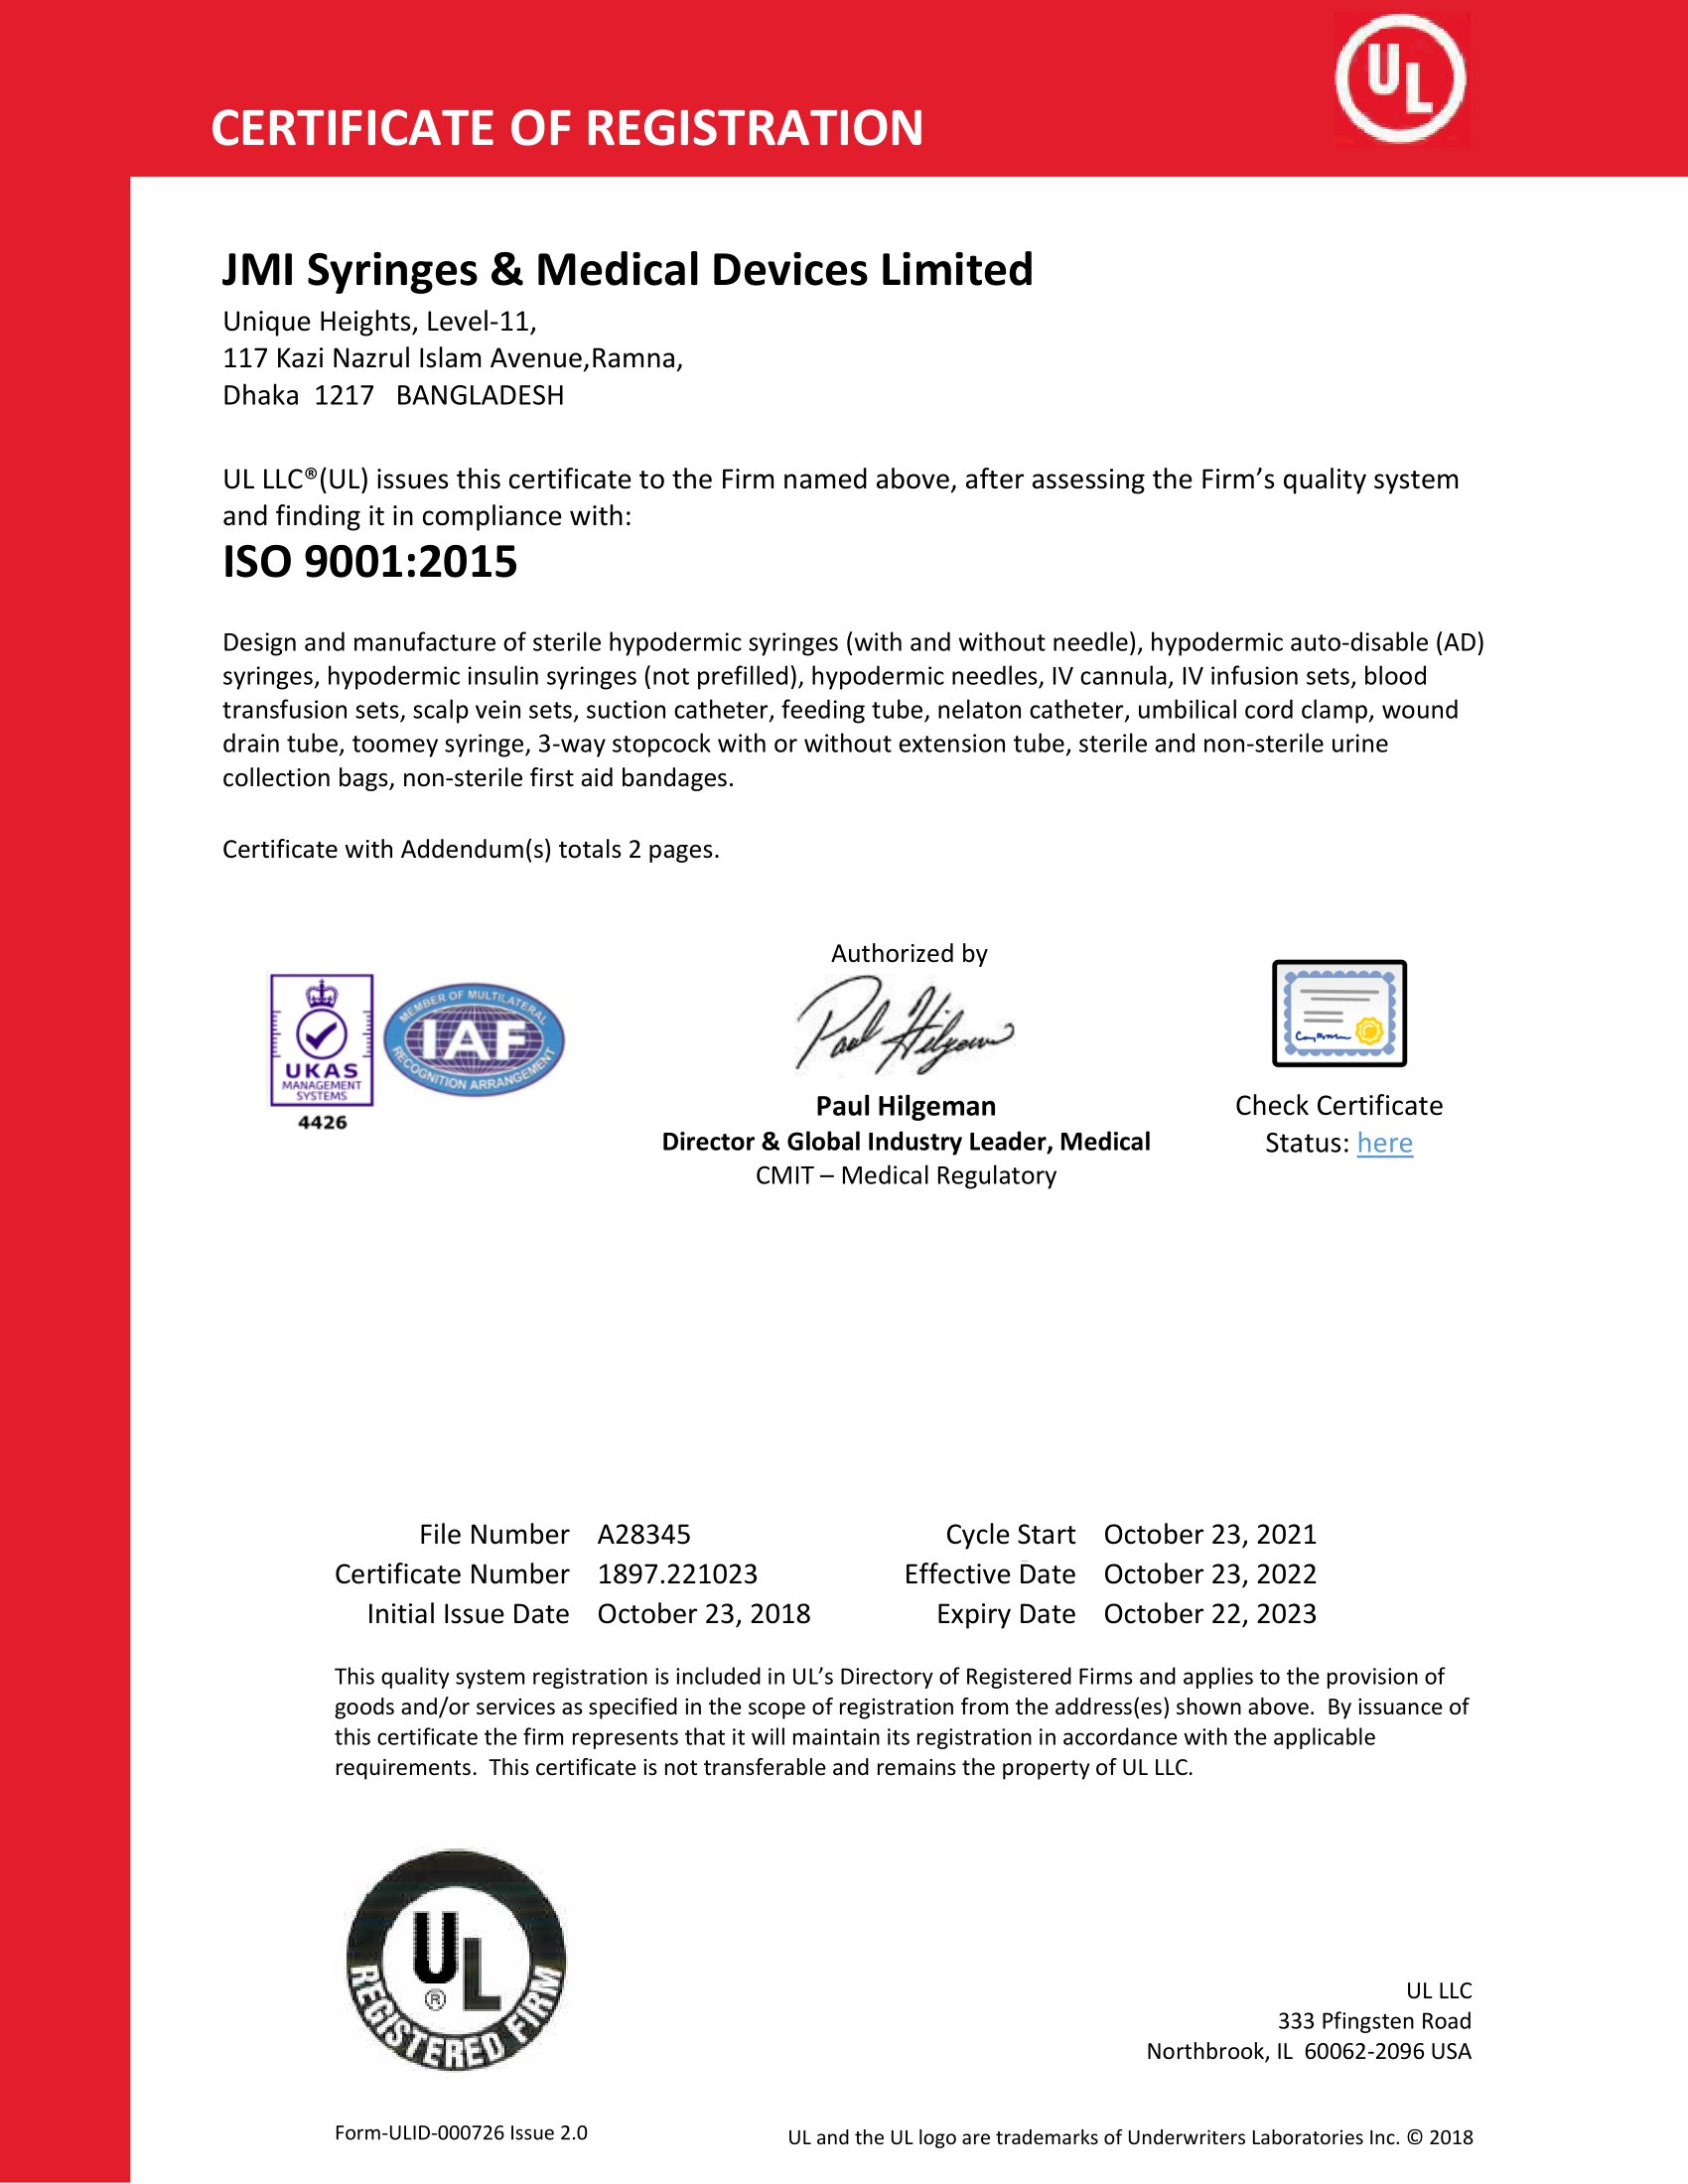 UL
CERTIFICATE OF REGISTRATION
JMI Syringes & Medical Devices Limited
Unique Heights, Level-11,
117 Kazi Nazrul Islam Avenue,Ramna,
Dhaka  1217   BANGLADESH
UL LLC®(UL) issues this certificate to the Firm named above, after assessing the Firm’s quality system
and finding it in compliance with:
ISO 9001:2015
Design and manufacture of sterile hypodermic syringes (with and without needle), hypodermic auto-disable (AD)
syringes, hypodermic insulin syringes (not prefilled), hypodermic needles, IV cannula, IV infusion sets, blood
transfusion sets, scalp vein sets, suction catheter, feeding tube, nelaton catheter, umbilical cord clamp, wound
drain tube, toomey syringe, 3-way stopcock with or without extension tube, sterile and non-sterile urine
collection bags, non-sterile first aid bandages.
Certificate with Addendum(s) totals 2 pages.
UKAS
MANAGEMENT
SYSTEMS
4426
MEMBER OF MULTILATERAL
IAF
RECOGNITION ARRANGEMENT
Authorized by
Paul Hilgeman
Paul Hilgeman
Director & Global Industry Leader, Medical
CMIT – Medical Regulatory
Check Certificate
Status: here
File Number A28345
Certificate Number 1897.221023
Initial Issue Date October 23, 2018
Cycle Start October 23, 2021
Effective Date October 23, 2022
Expiry Date October 22, 2023
This quality system registration is included in UL’s Directory of Registered Firms and applies to the provision of
goods and/or services as specified in the scope of registration from the address(es) shown above.  By issuance of
this certificate the firm represents that it will maintain its registration in accordance with the applicable
requirements.  This certificate is not transferable and remains the property of UL LLC.
UL
®
REGISTERED FIRM
UL LLC
333 Pfingsten Road
Northbrook, IL  60062-2096 USA
Form-ULID-000726 Issue 2.0
UL and the UL logo are trademarks of Underwriters Laboratories Inc. © 2018